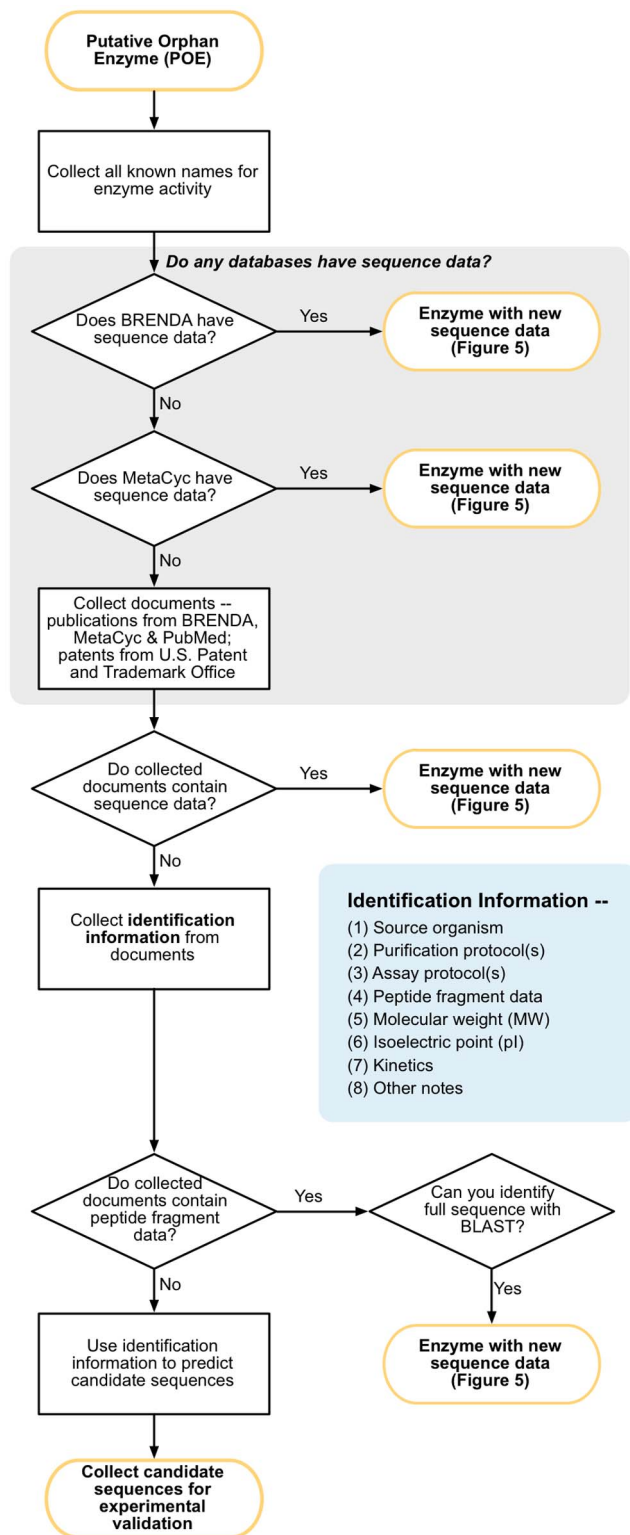 Putative Orphan
Enzyme (POE)
Collect all known names for
enzyme activity
Do any databases have sequence data?
Does BRENDA have
sequence data?
Yes
Enzyme with new
sequence data
(Figure 5)
No
Does MetaCyc have
sequence data?
Yes
Enzyme with new
sequence data
(Figure 5)
No
Collect documents --
publications from BRENDA,
MetaCyc & PubMed;
patents from U.S. Patent
and Trademark Office
Do collected
documents contain
sequence data?
Yes
Enzyme with new
sequence data
(Figure 5)
No
Collect identification
information from
documents
Identification Information --
(1) Source organism
(2) Purification protocol(s)
(3) Assay protocol(s)
(4) Peptide fragment data
(5) Molecular weight (MW)
(6) Isoelectric point (pI)
(7) Kinetics
(8) Other notes
Do collected
documents contain
peptide fragment
data?
Yes
Can you identify
full sequence with
BLAST?
No
Yes
Use identification
information to predict
candidate sequences
Enzyme with new
sequence data
(Figure 5)
Collect candidate
sequences for
experimental
validation